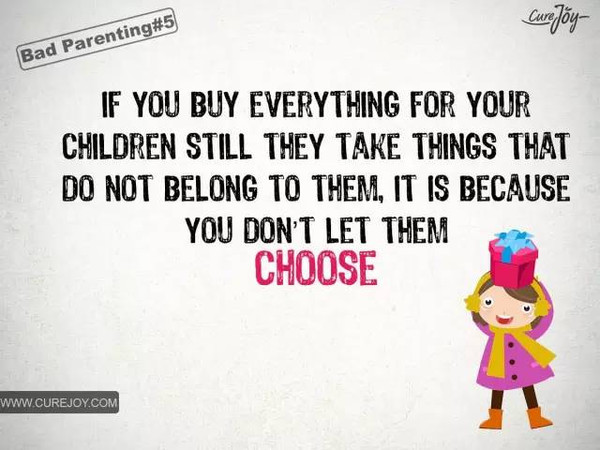 Bad Parenting#5
CureJoy
IF YOU BUY EVERYTHING FOR YOUR
CHILDREN STILL THEY TAKE THINGS THAT
DO NOT BELONG TO THEM, IT IS BECAUSE
YOU DON'T LET THEM
CHOOSE
WWW.CUREJOY.COM